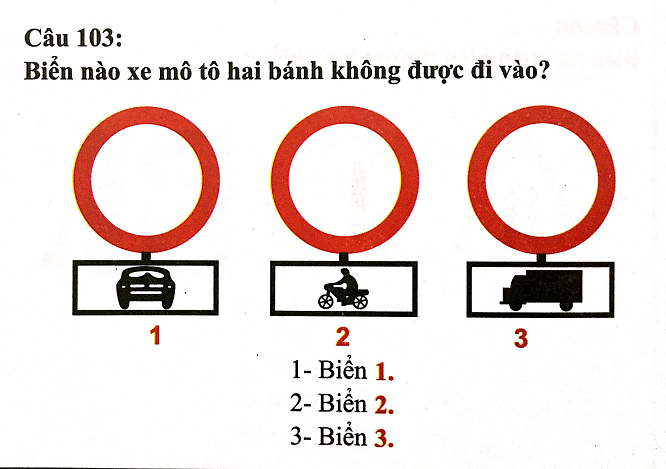 Câu 103:
Biển nào xe mô tô hai bánh không được đi vào?
1 2 3
1- Biển 1.
2- Biển 2.
3- Biển 3.